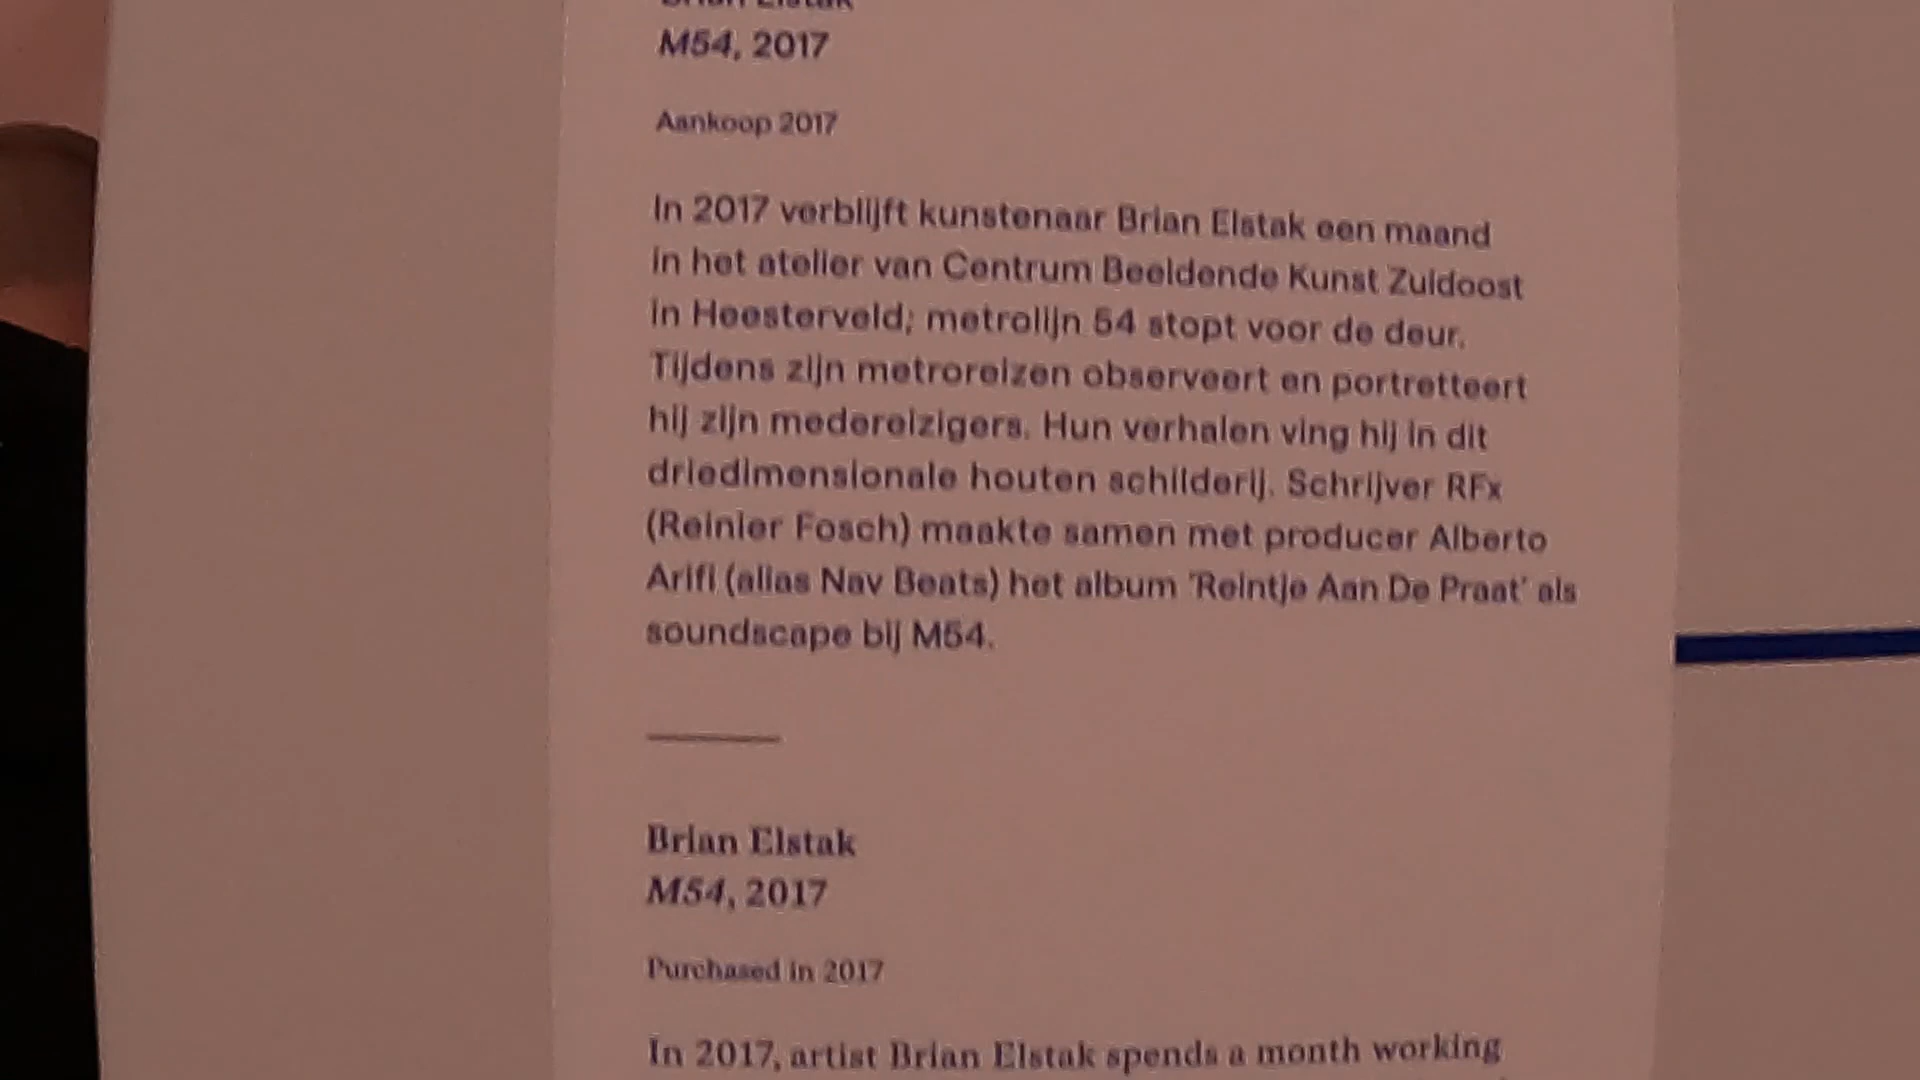 Brian Elstak
M54, 2017
Aankoop 2017
In 2017 verblijft kunstenaar Brian Elstak een maand
in het atelier van Centrum Beeldende Kunst Zuidoost
in Heesterveld; metrolijn 54 stopt voor de deur.
Tijdens zijn metroreizen observeert en portretteert
hij zijn medereizigers. Hun verhalen ving hij in dit
driedimensionale houten schilderij. Schrijver RFx
(Reinier Fosch) maakte samen met producer Alberto
Arifi (alias Nav Beats) het album 'Reintje Aan De Praat' als
soundscape bij M54.
Brian Elstak
M54, 2017
Purchased in 2017
In 2017, artist Brian Elstak spends a month working